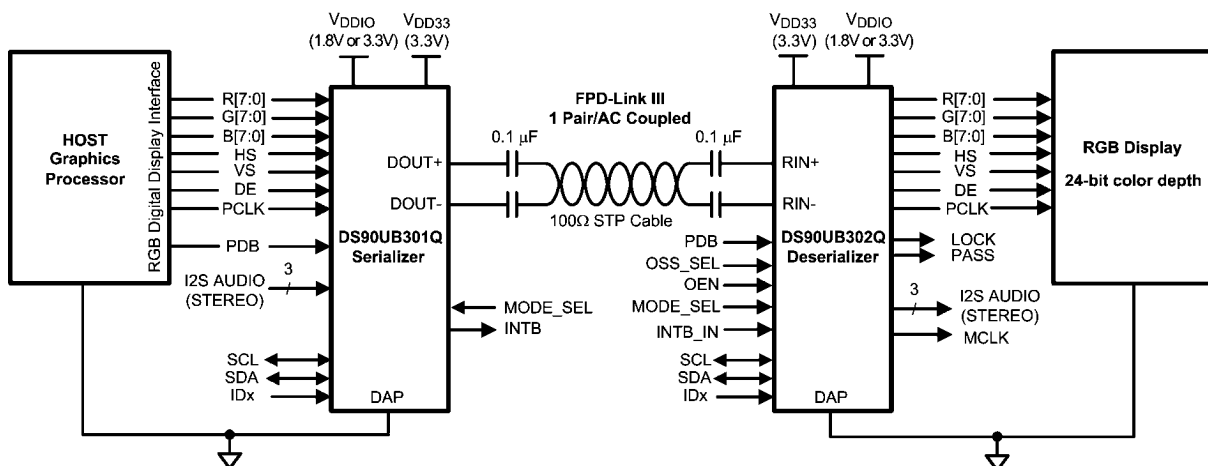 VDDIO
(1.8V or 3.3V)
VDD33
(3.3V)
VDD33
(3.3V)
VDDIO
(1.8V or 3.3V)
HOST
Graphics
Processor
RGB Digital Display Interface
R[7:0]
G[7:0]
B[7:0]
HS
VS
DE
PCLK
PDB
3
I2S AUDIO
(STEREO)
SCL
SDA
IDx
DOUT+
DOUT-
DS90UB301Q
Serializer
DAP
MODE_SEL
INTB
FPD-Link III
1 Pair/AC Coupled
0.1 µF
0.1 µF
100Ω STP Cable
PDB
OSS_SEL
OEN
MODE_SEL
INTB_IN
SCL
SDA
IDx
RIN+
RIN-
DS90UB302Q
Deserializer
DAP
R[7:0]
G[7:0]
B[7:0]
HS
VS
DE
PCLK
LOCK
PASS
3
I2S AUDIO
(STEREO)
MCLK
RGB Display
24-bit color depth